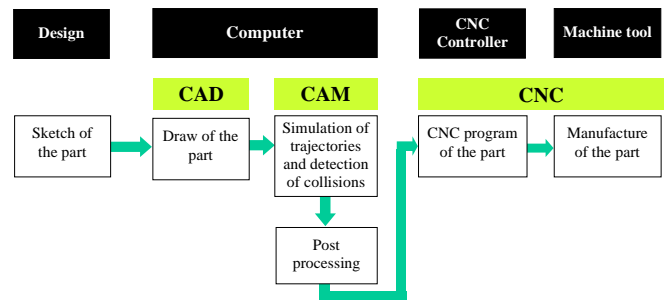 Design
Computer
CNC
Controller
Machine tool
CAD
CAM
CNC
Sketch of
the part
Draw of the
part
Simulation of
trajectories
and detection
of collisions
CNC program
of the part
Manufacture
of the part
Post
processing